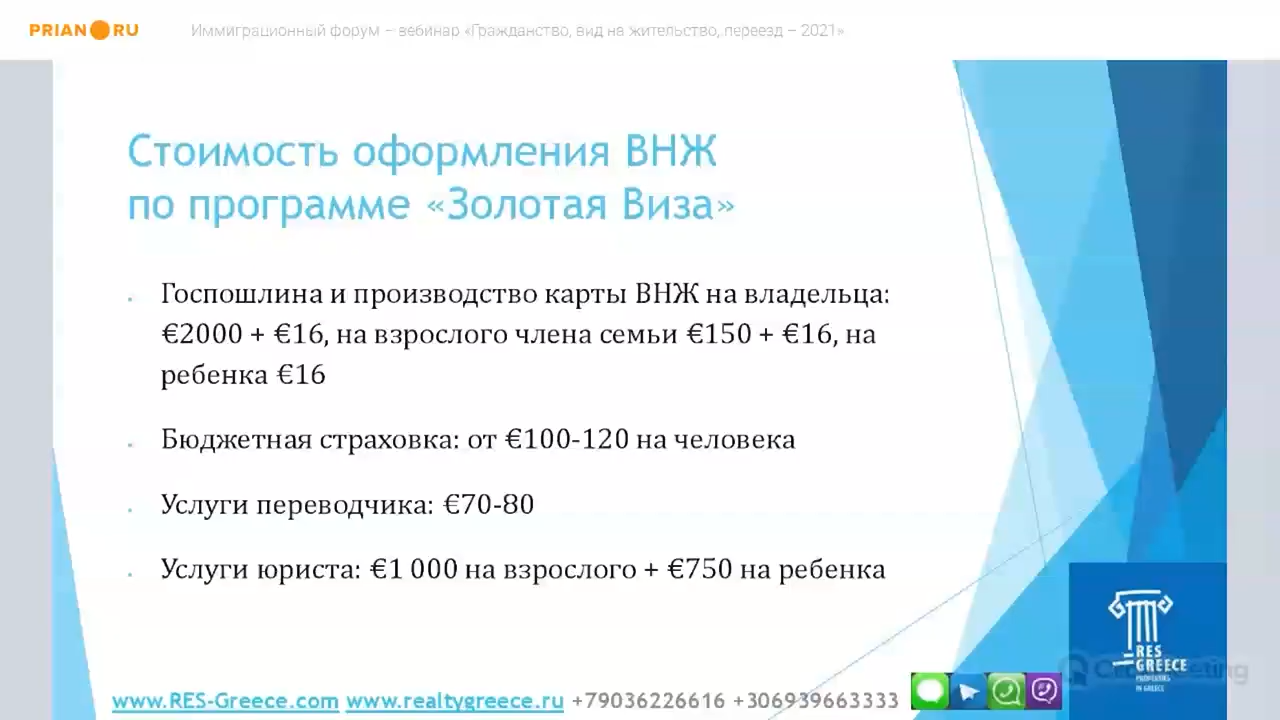 PRIAN RU
Иммиграционный форум – вебинар «Гражданство, вид на жительство, переезд – 2021»
Стоимость оформления ВНЖ
по программе «Золотая Виза»
Госпошлина и производство карты ВНЖ на владельца:
€2000 + €16, на взрослого члена семьи €150 + €16, на
ребенка €16
Бюджетная страховка: от €100-120 на человека
Услуги переводчика: €70-80
Услуги юриста: €1 000 на взрослого + €750 на ребенка
RES
GREECE
PROPERTIES
IN GREECE
www.RES-Greece.com www.realtygreece.ru +79036226616 +306939663333